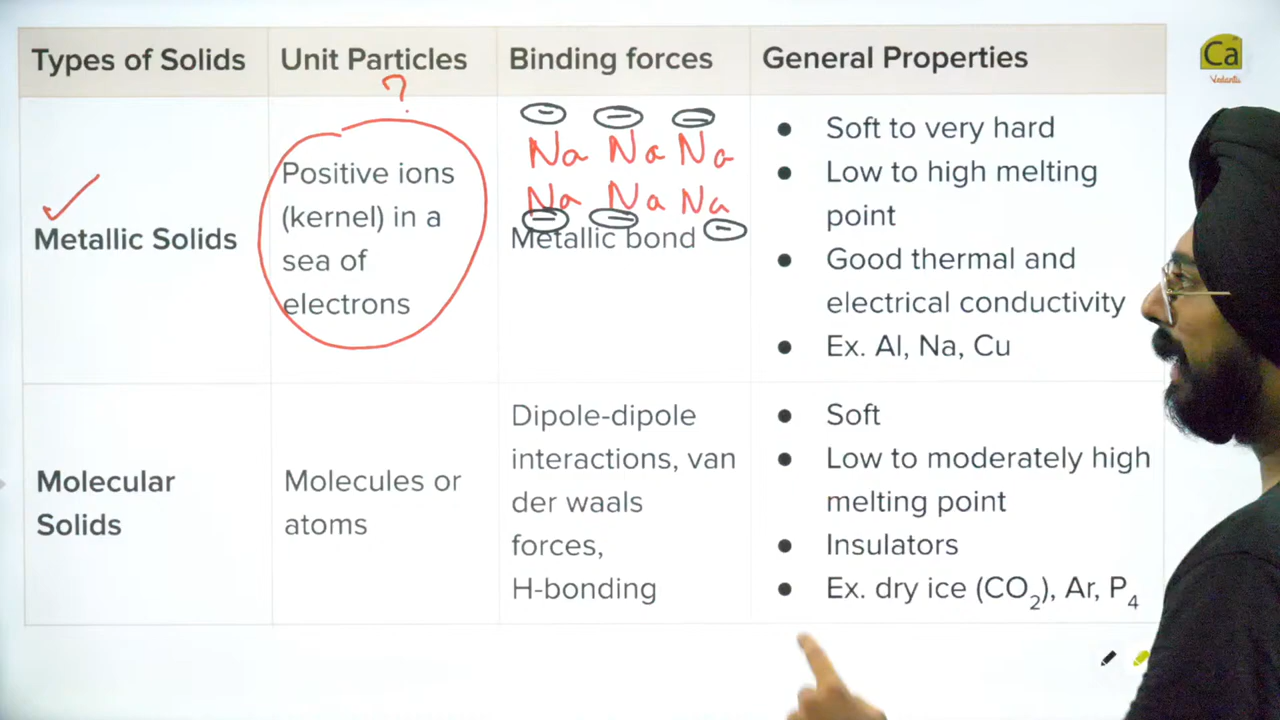 Types of Solids
Unit Particles
Binding forces
General Properties
Ca
Vedantu
?
Metallic Solids
Positive ions
(kernel) in a
sea of
electrons
Na Na Na
Na Na Na
Metallic bond
● Soft to very hard
● Low to high melting
point
● Good thermal and
electrical conductivity
● Ex. Al, Na, Cu
Molecular
Solids
Molecules or
atoms
Dipole-dipole
interactions, van
der waals
forces,
H-bonding
● Soft
● Low to moderately high
melting point
● Insulators
● Ex. dry ice (CO₂), Ar, P₄